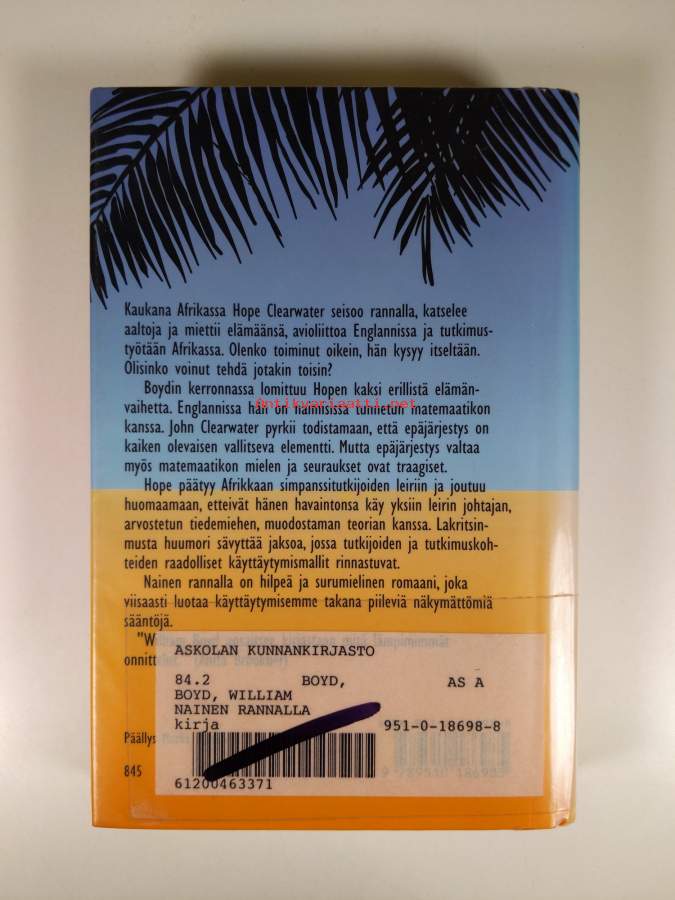 Kaukana Afrikassa Hope Clearwater seisoo rannalla, katselee
aaltoja ja miettii elämäänsä, avioliittoa Englannissa ja tutkimus-
työtään Afrikassa. Olenko toiminut oikein, hän kysyy itseltään.
Olisinko voinut tehdä jotakin toisin?
Boydin kerronnassa lomittuu Hopen kaksi erillistä elämän-
vaihetta. Englannissa hän on naimisissa tunnetun matemaatikon
Antikvariaatti.net
kanssa. John Clearwater pyrkii todistamaan, että epäjärjestys on
kaiken olevaisen vallitseva elementti. Mutta epäjärjestys valtaa
myös matemaatikon mielen ja seuraukset ovat traagiset.
Hope päätyy Afrikkaan simpanssitutkijoiden leiriin ja joutuu
huomaamaan, etteivät hänen havaintonsa käy yksiin leirin johtajan,
arvostetun tiedemiehen, muodostaman teorian kanssa. Lakritsin-
musta huumori sävyttää jaksoa, jossa tutkijoiden ja tutkimuskoh-
teiden raadolliset käyttäytymismallit rinnastuvat.
Nainen rannalla on hilpeä ja surumielinen romaani, joka
viisaasti luotaa käyttäytymisemme takana piileviä näkymättömiä
sääntöjä.
ASKOLAN KUNNANKIRJASTO
84.2 BOYD, AS A
BOYD, WILLIAM
NAINEN RANNALLA
kirja 951-0-18698-8
Päällys
845
61200463371